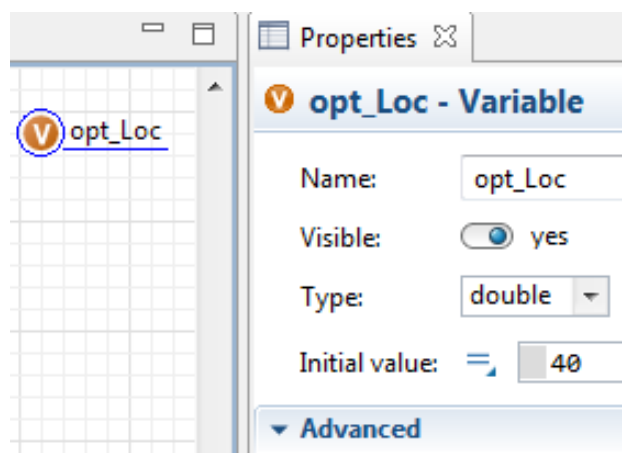 Properties
V opt_Loc
V opt_Loc - Variable
Name: opt_Loc
Visible: yes
Type: double
Initial value: 40
Advanced